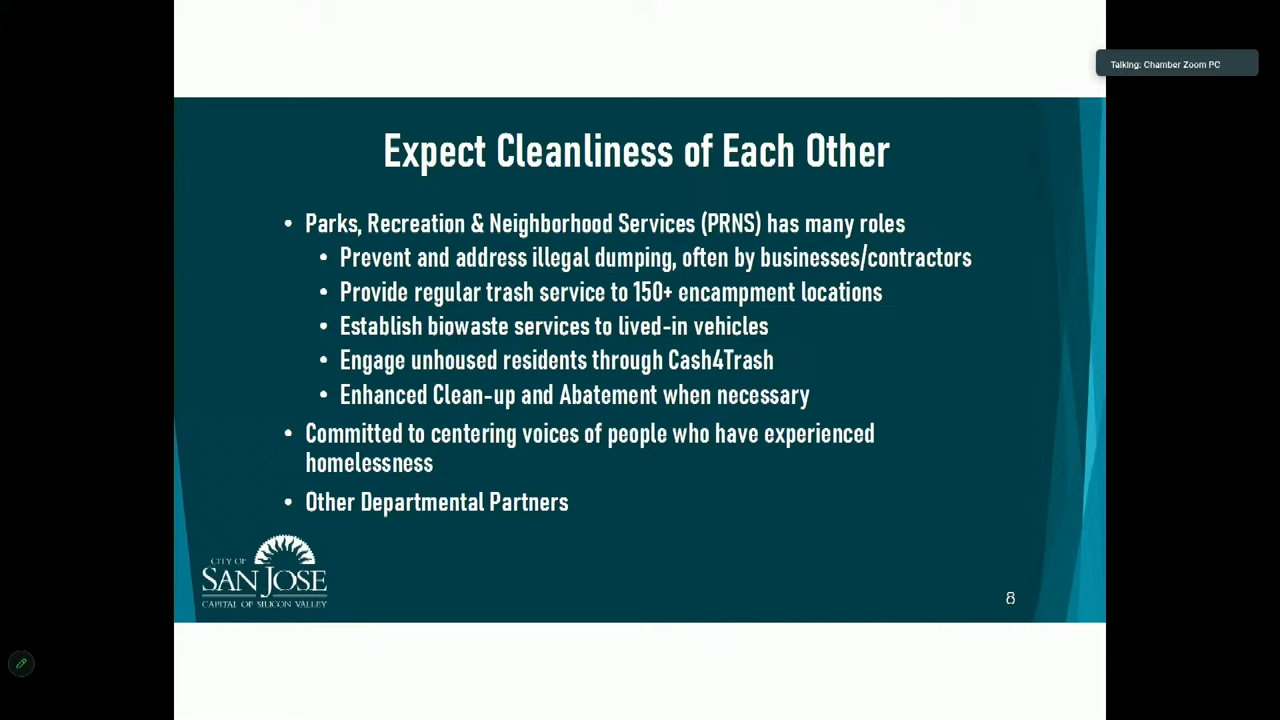 Talking: Chamber Zoom PC
Expect Cleanliness of Each Other
• Parks, Recreation & Neighborhood Services (PRNS) has many roles
• Prevent and address illegal dumping, often by businesses/contractors
• Provide regular trash service to 150+ encampment locations
• Establish biowaste services to lived-in vehicles
• Engage unhoused residents through Cash4Trash
• Enhanced Clean-up and Abatement when necessary
• Committed to centering voices of people who have experienced
homelessness
• Other Departmental Partners
CITY OF
SAN JOSE
CAPITAL OF SILICON VALLEY
8